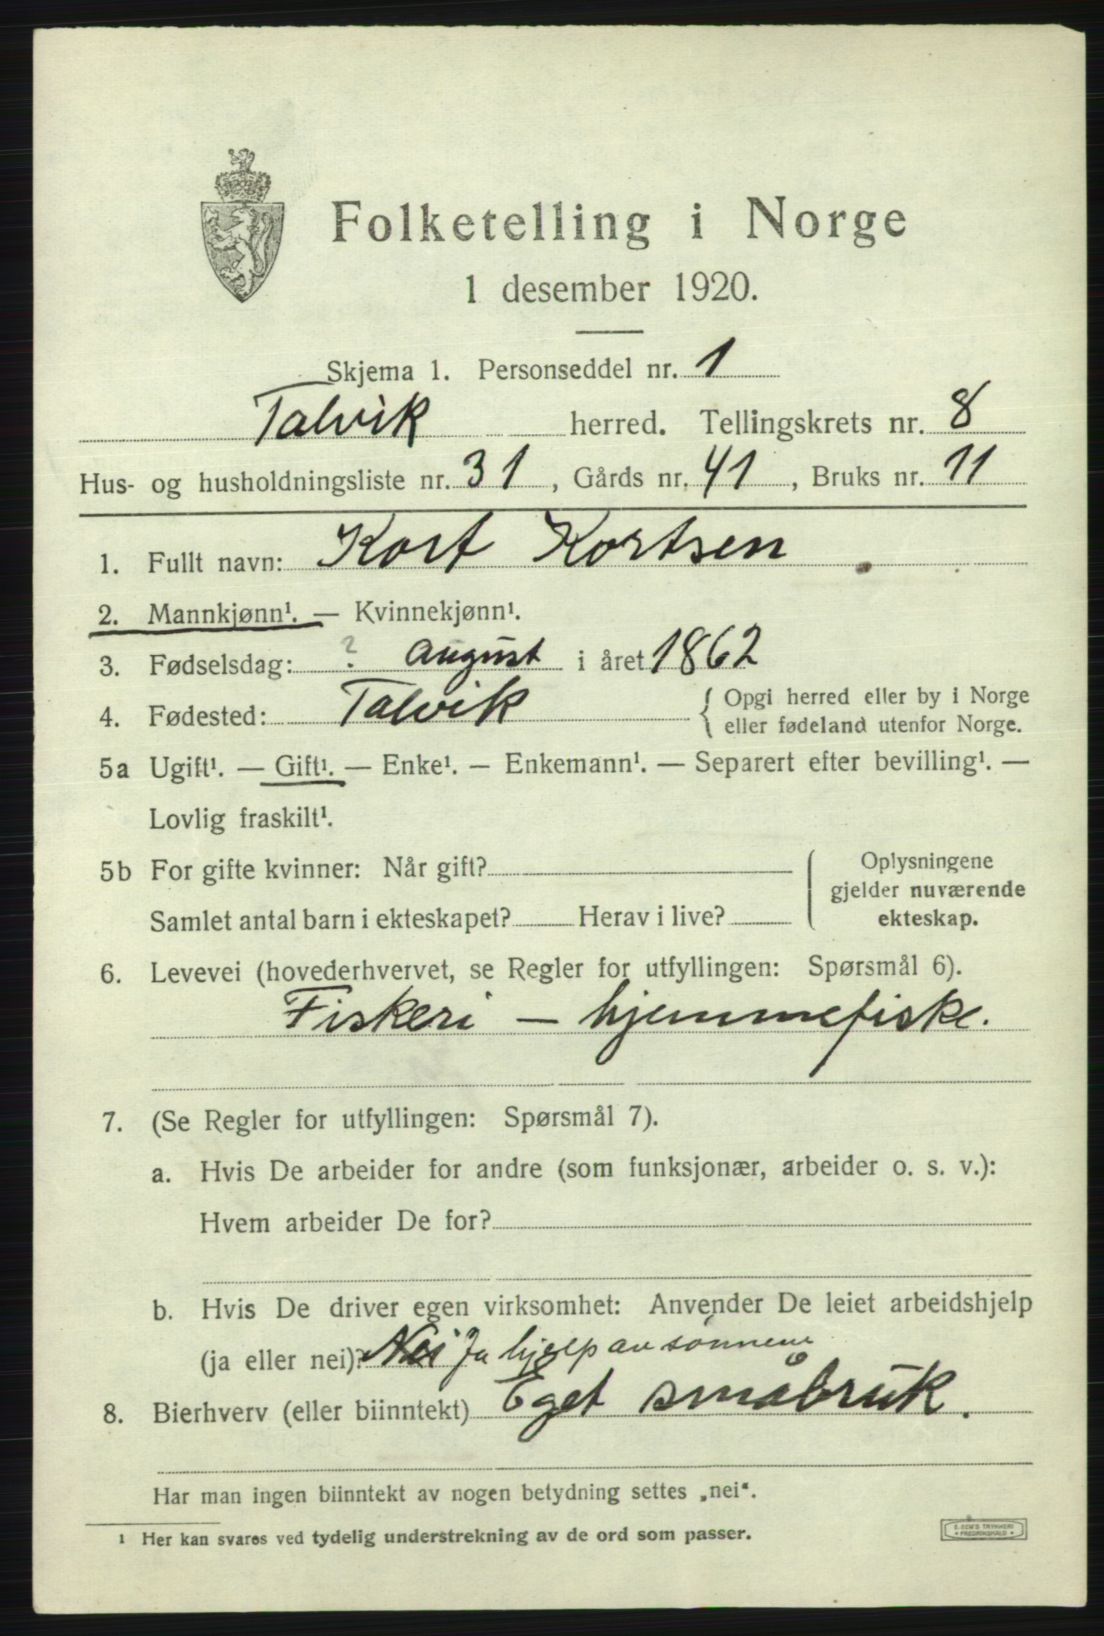 Folketelling i Norge
1 desember 1920.
Skjema 1. Personseddel nr. 1
Talvik herred. Tellingskrets nr. 8
Hus- og husholdningsliste nr. 31, Gårds nr. 41, Bruks nr. 11
1. Fullt navn: Kort Kortsen
2. Mannkjønn¹. — Kvinnekjønn¹.
3. Fødselsdag: ? august i året 1862
4. Fødested: Talvik { Opgi herred eller by i Norge
eller fødeland utenfor Norge.
5a Ugift¹. — Gift¹. — Enke¹. — Enkemann¹. — Separert efter bevilling¹. —
Lovlig fraskilt¹.
5b For gifte kvinner: Når gift?
Samlet antal barn i ekteskapet? Herav i live?
Oplysningene
gjelder nuværende
ekteskap.
6. Levevei (hovederhvervet, se Regler for utfyllingen: Spørsmål 6).
Fiskeri — hjemmefiske.
7. (Se Regler for utfyllingen: Spørsmål 7).
a. Hvis De arbeider for andre (som funksjonær, arbeider o. s. v.):
Hvem arbeider De for?
b. Hvis De driver egen virksomhet: Anvender De leiet arbeidshjelp
(ja eller nei)? Nei Ja hjelp av sønnene
8. Bierhverv (eller biinntekt) Eget småbruk.
Har man ingen biinntekt av nogen betydning settes „nei“.
¹ Her kan svares ved tydelig understrekning av de ord som passer.
E. SEM'S TRYKKERI
• FREDRIKSHALD •